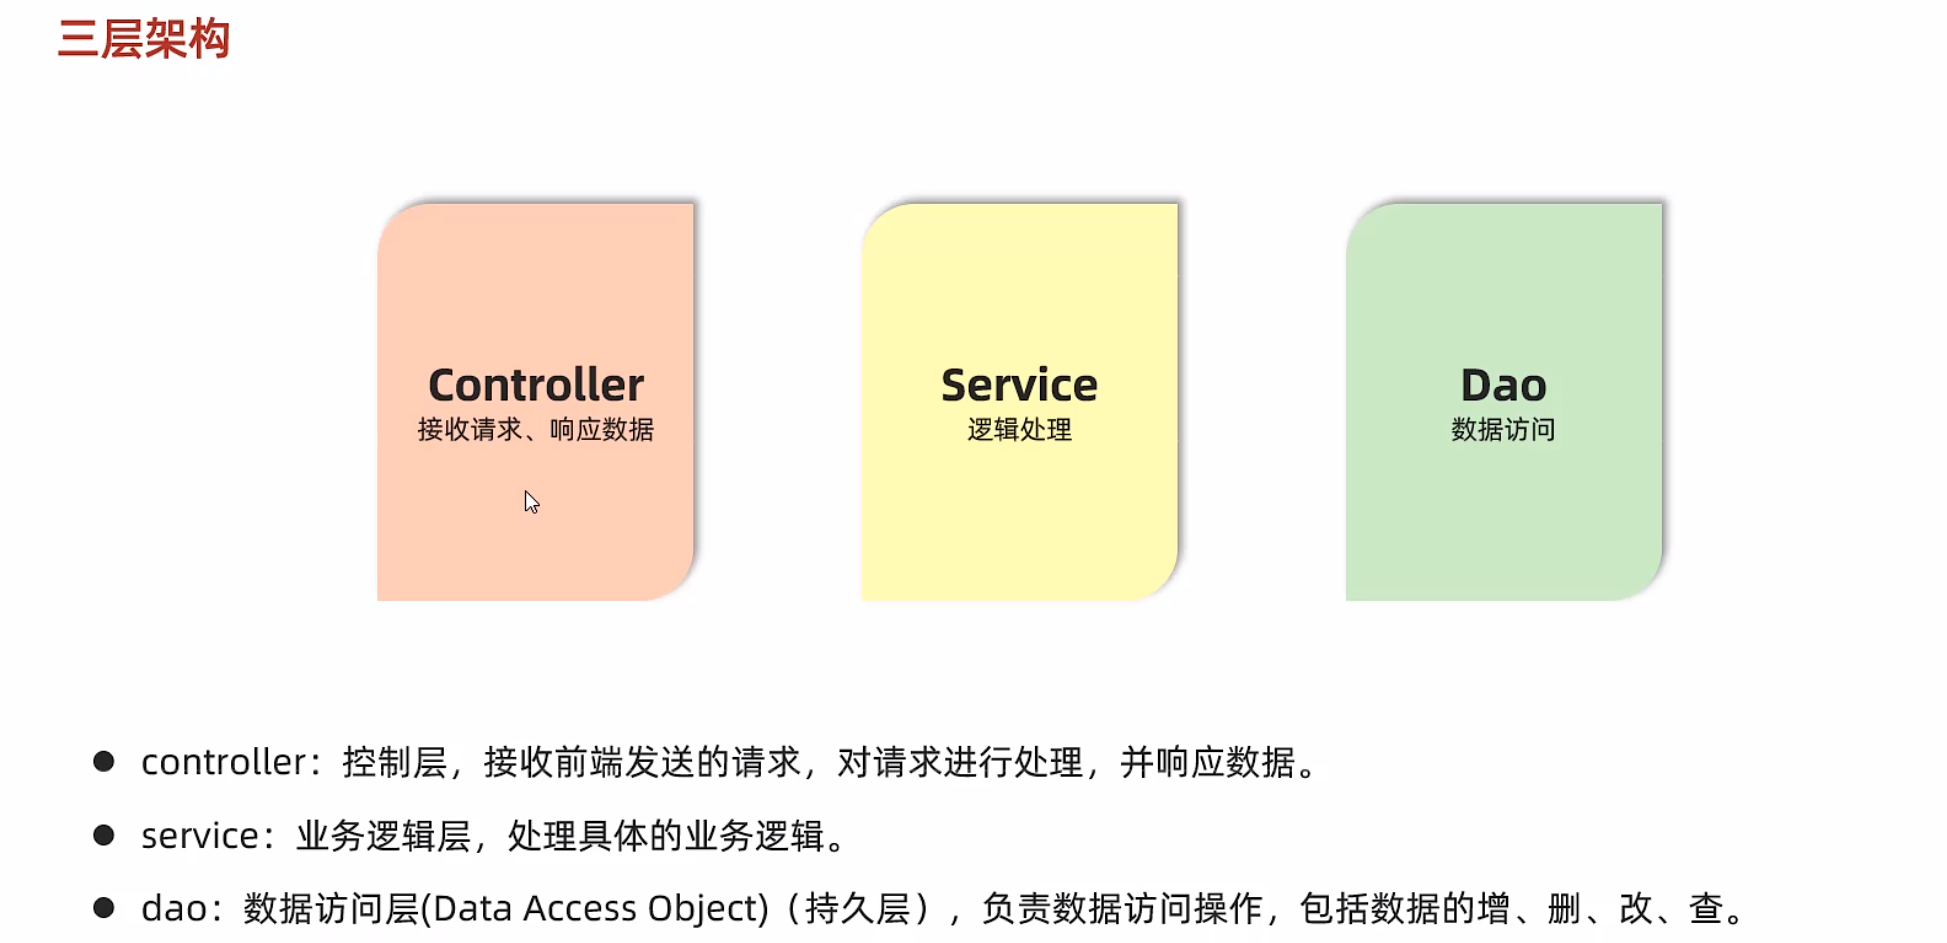 三层架构
Controller
接收请求、响应数据
Service
逻辑处理
Dao
数据访问
controller：控制层，接收前端发送的请求，对请求进行处理，并响应数据。
service：业务逻辑层，处理具体的业务逻辑。
dao：数据访问层(Data Access Object)（持久层），负责数据访问操作，包括数据的增、删、改、查。